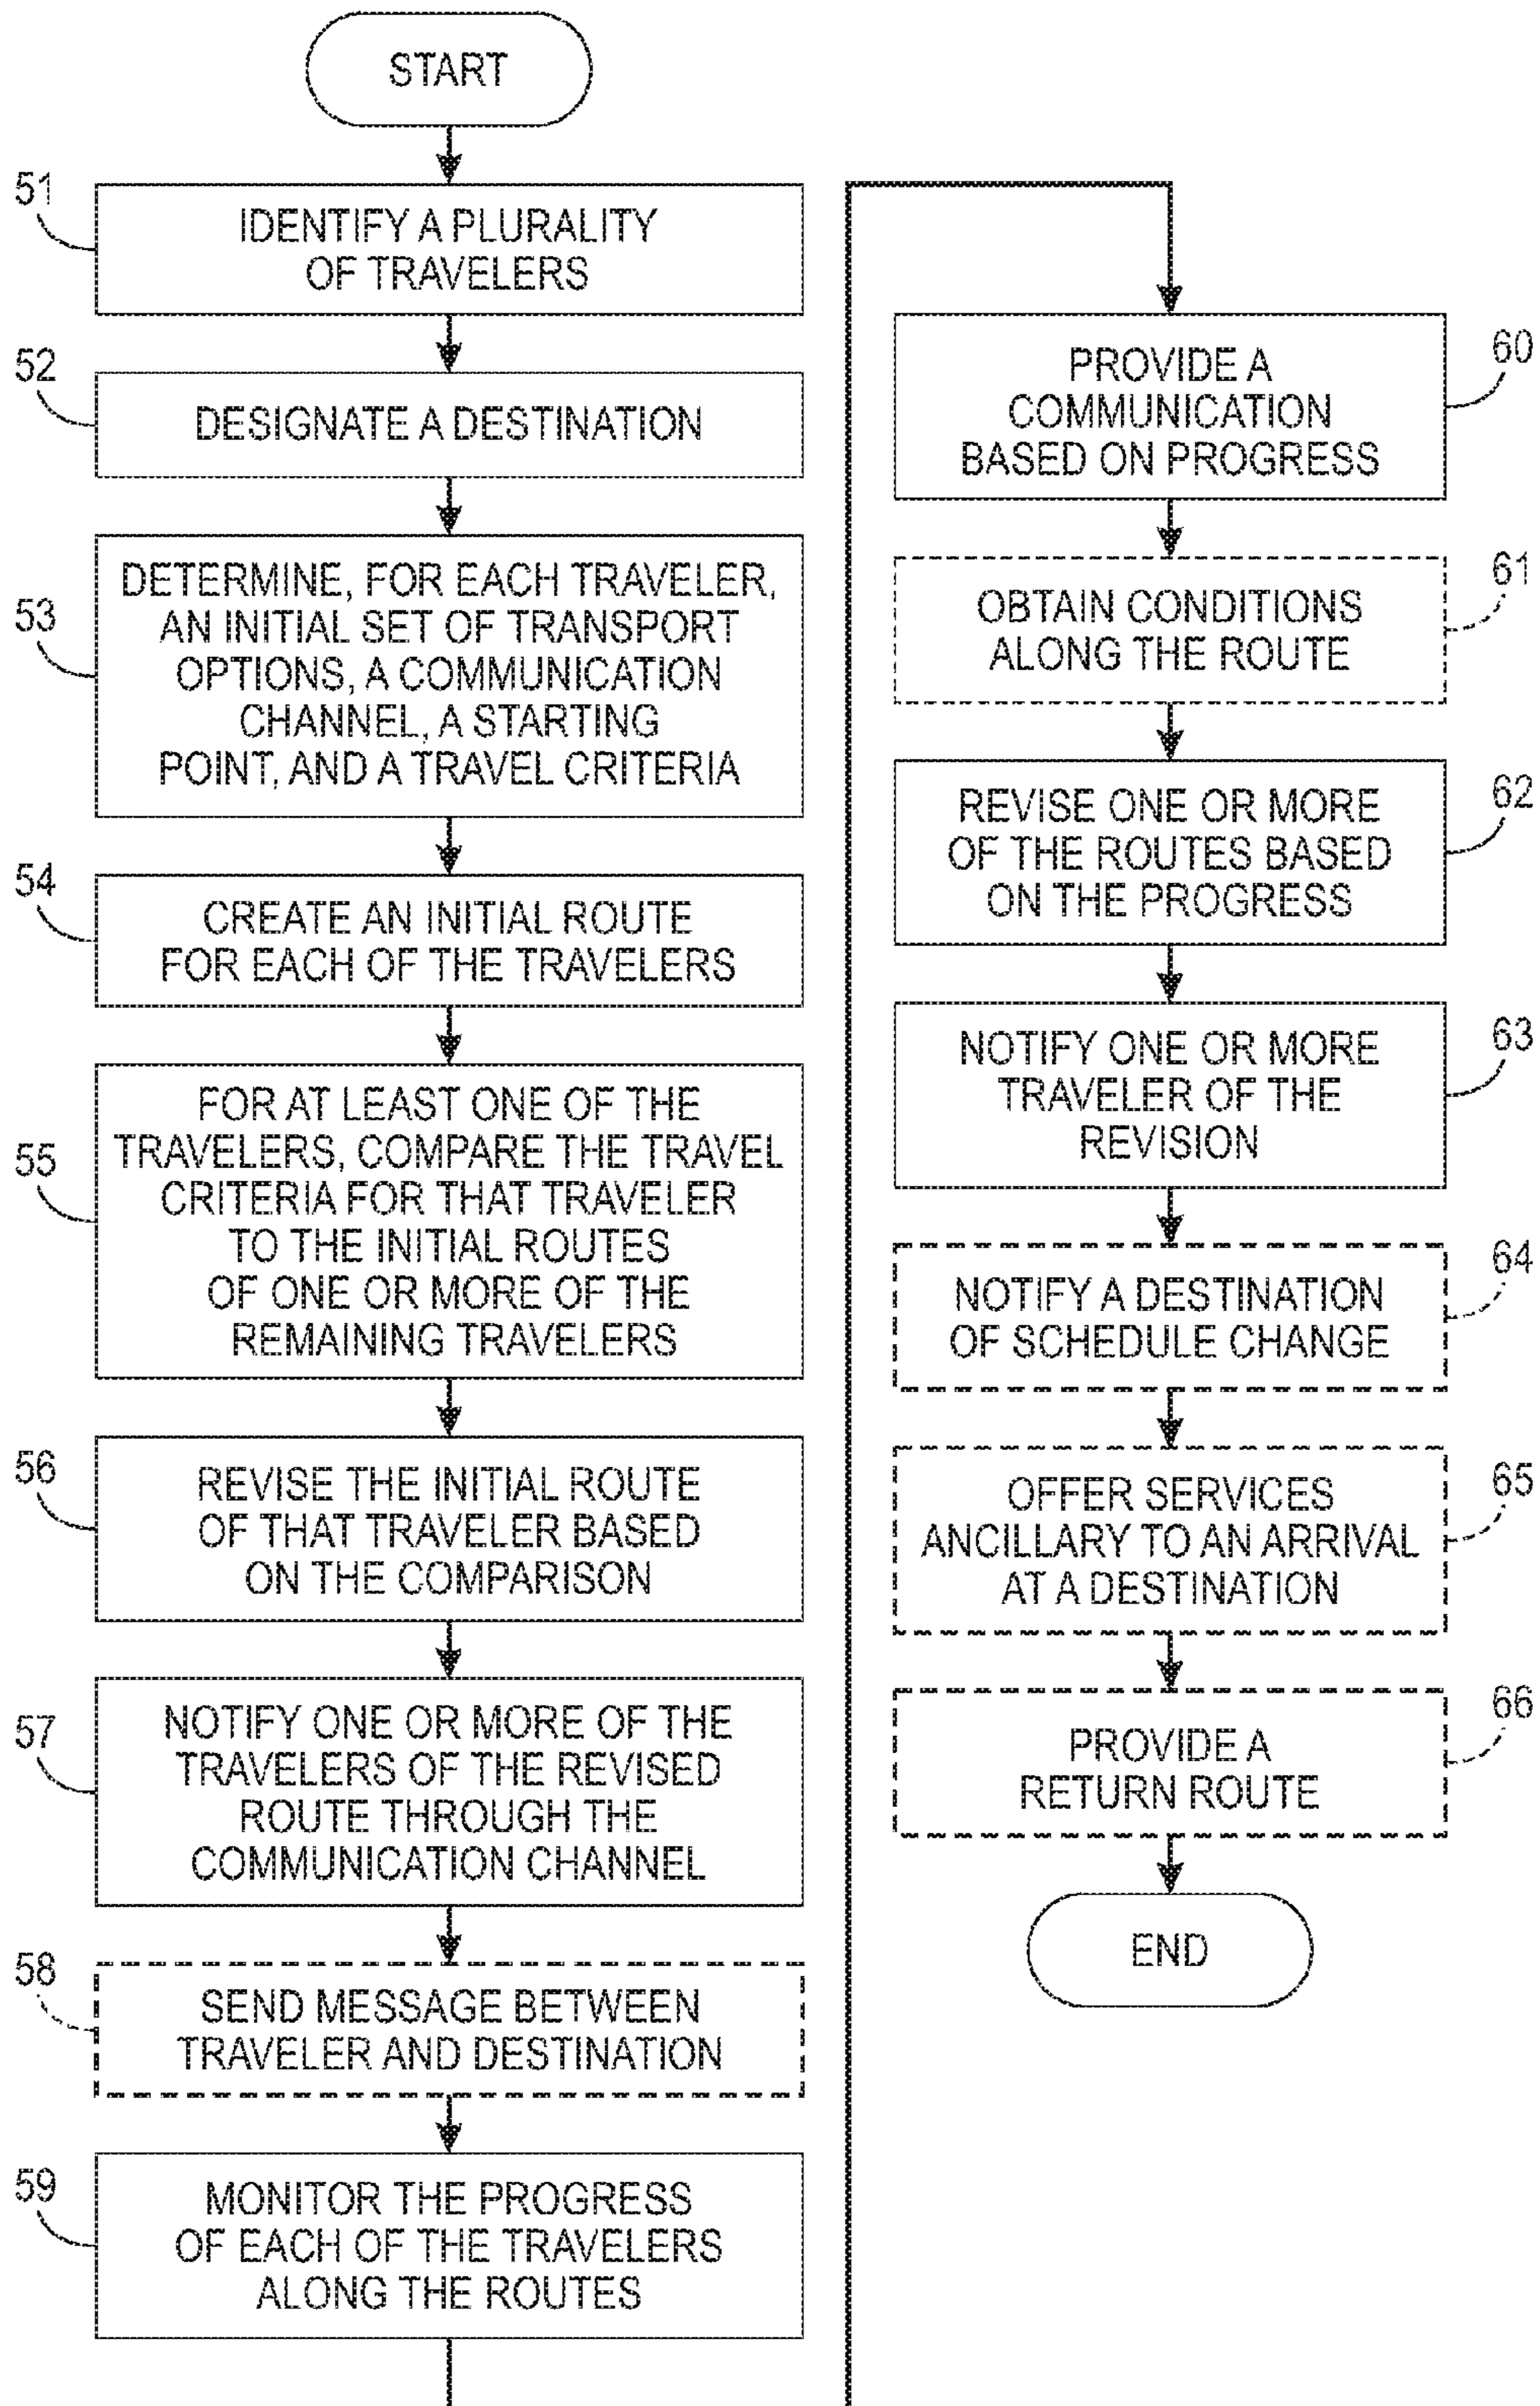 START
51
IDENTIFY A PLURALITY
OF TRAVELERS
52
DESIGNATE A DESTINATION
53
DETERMINE, FOR EACH TRAVELER,
AN INITIAL SET OF TRANSPORT
OPTIONS, A COMMUNICATION
CHANNEL, A STARTING
POINT, AND A TRAVEL CRITERIA
54
CREATE AN INITIAL ROUTE
FOR EACH OF THE TRAVELERS
55
FOR AT LEAST ONE OF THE
TRAVELERS, COMPARE THE TRAVEL
CRITERIA FOR THAT TRAVELER
TO THE INITIAL ROUTES
OF ONE OR MORE OF THE
REMAINING TRAVELERS
56
REVISE THE INITIAL ROUTE
OF THAT TRAVELER BASED
ON THE COMPARISON
57
NOTIFY ONE OR MORE OF THE
TRAVELERS OF THE REVISED
ROUTE THROUGH THE
COMMUNICATION CHANNEL
58
SEND MESSAGE BETWEEN
TRAVELER AND DESTINATION
59
MONITOR THE PROGRESS
OF EACH OF THE TRAVELERS
ALONG THE ROUTES
60
PROVIDE A
COMMUNICATION
BASED ON PROGRESS
61
OBTAIN CONDITIONS
ALONG THE ROUTE
62
REVISE ONE OR MORE
OF THE ROUTES BASED
ON THE PROGRESS
63
NOTIFY ONE OR MORE
TRAVELER OF THE
REVISION
64
NOTIFY A DESTINATION
OF SCHEDULE CHANGE
65
OFFER SERVICES
ANCILLARY TO AN ARRIVAL
AT A DESTINATION
66
PROVIDE A
RETURN ROUTE
END